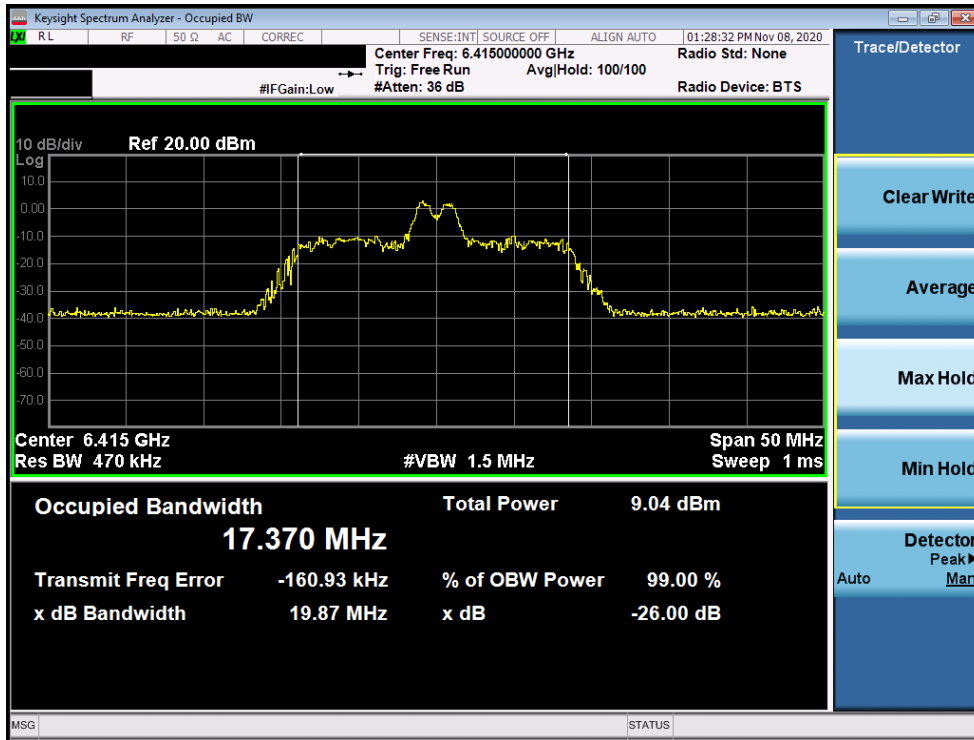 Keysight Spectrum Analyzer - Occupied BW
LXI RL RF 50 Ω AC CORREC SENSE:INT SOURCE OFF ALIGN AUTO 01:28:32 PM Nov 08, 2020
Center Freq: 6.415000000 GHz Radio Std: None
Trig: Free Run Avg|Hold: 100/100
#IFGain:Low #Atten: 36 dB Radio Device: BTS
Trace/Detector
10 dB/div Ref 20.00 dBm
Log
10.0
0.00
-10.0
-20.0
-30.0
-40.0
-50.0
-60.0
-70.0
Center 6.415 GHz Span 50 MHz
Res BW 470 kHz #VBW 1.5 MHz Sweep 1 ms
Occupied Bandwidth Total Power 9.04 dBm
17.370 MHz
Transmit Freq Error -160.93 kHz % of OBW Power 99.00 %
x dB Bandwidth 19.87 MHz x dB -26.00 dB
Clear Write
Average
Max Hold
Min Hold
Detector
Peak
Auto Man
MSG STATUS